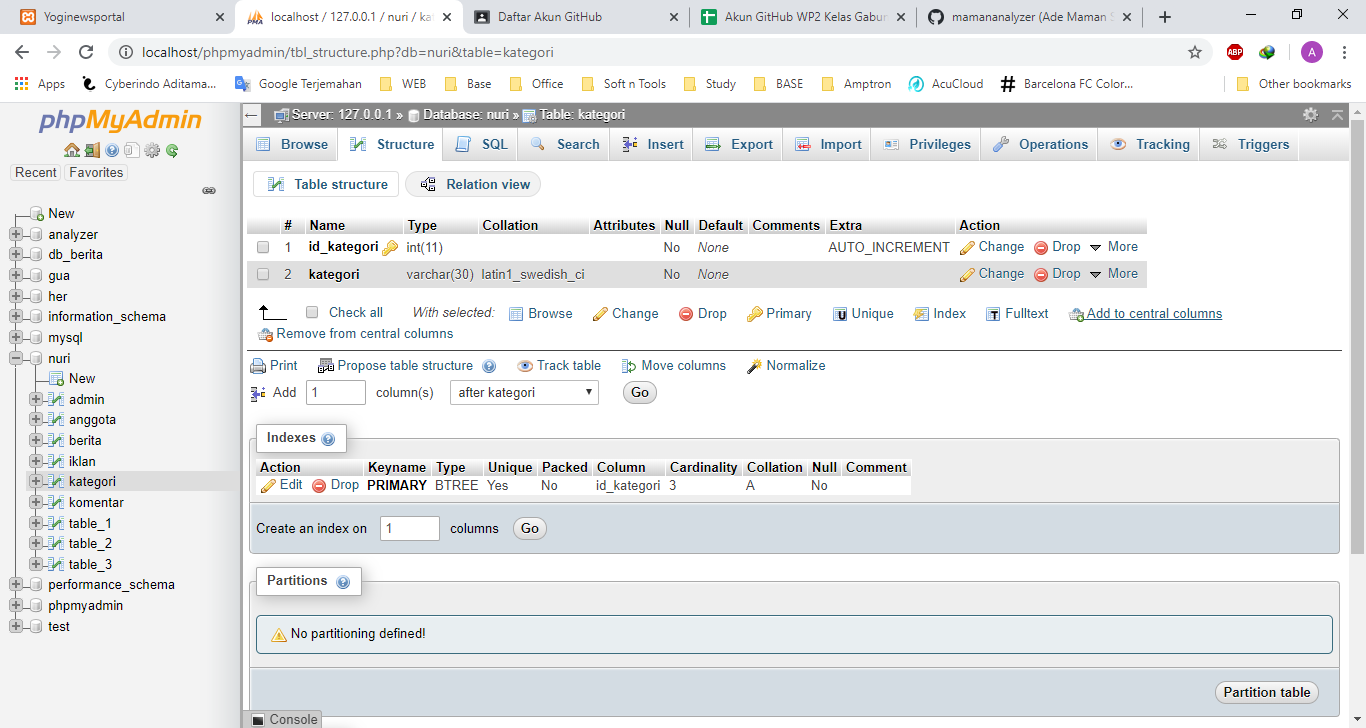 Yoginewsportal
localhost / 127.0.0.1 / nuri / ka
Daftar Akun GitHub
Akun GitHub WP2 Kelas Gabun
mamananalyzer (Ade Maman S
localhost/phpmyadmin/tbl_structure.php?db=nuri&table=kategori
ABP
A
Apps
Cyberindo Aditama...
Google Terjemahan
WEB
Base
Office
Soft n Tools
Study
BASE
Amptron
AcuCloud
Barcelona FC Color...
Other bookmarks
phpMyAdmin
Recent Favorites
New
analyzer
db_berita
gua
her
information_schema
mysql
nuri
New
admin
anggota
berita
iklan
kategori
komentar
table_1
table_2
table_3
performance_schema
phpmyadmin
test
Server: 127.0.0.1 » Database: nuri » Table: kategori
Browse Structure SQL Search Insert Export Import Privileges Operations Tracking Triggers
Table structure Relation view
# Name Type Collation Attributes Null Default Comments Extra Action
1 id_kategori int(11) No None AUTO_INCREMENT Change Drop More
2 kategori varchar(30) latin1_swedish_ci No None Change Drop More
Check all With selected: Browse Change Drop Primary Unique Index Fulltext Add to central columns
Remove from central columns
Print Propose table structure Track table Move columns Normalize
Add 1 column(s) after kategori Go
Indexes
Action Keyname Type Unique Packed Column Cardinality Collation Null Comment
Edit Drop PRIMARY BTREE Yes No id_kategori 3 A No
Create an index on 1 columns Go
Partitions
No partitioning defined!
Partition table
Console